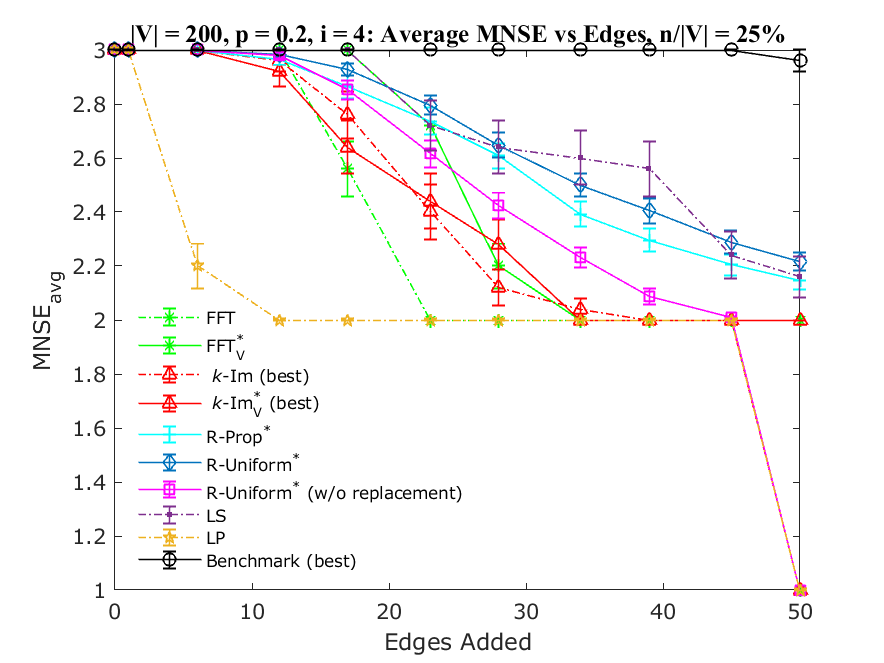 |V| = 200, p = 0.2, i = 4: Average MNSE vs Edges, n/|V| = 25%
3
2.8
2.6
2.4
2.2
2
1.8
1.6
1.4
1.2
1
MNSE_avg
FFT
FFT*_V
k-Im (best)
k-Im*_V (best)
R-Prop*
R-Uniform*
R-Uniform* (w/o replacement)
LS
LP
Benchmark (best)
0
10
20
30
40
50
Edges Added